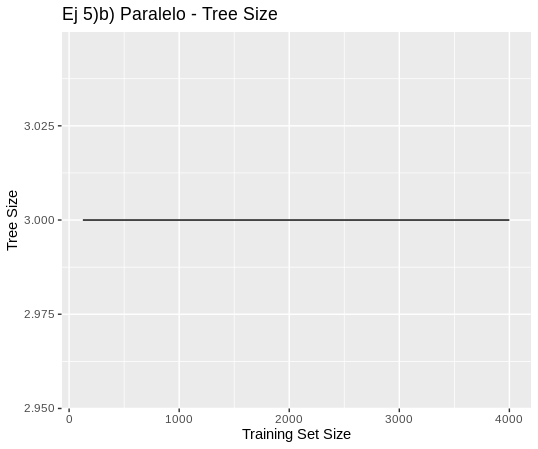 Ej 5)b) Paralelo - Tree Size
3.025
3.000
2.975
2.950
Tree Size
0 1000 2000 3000 4000
Training Set Size